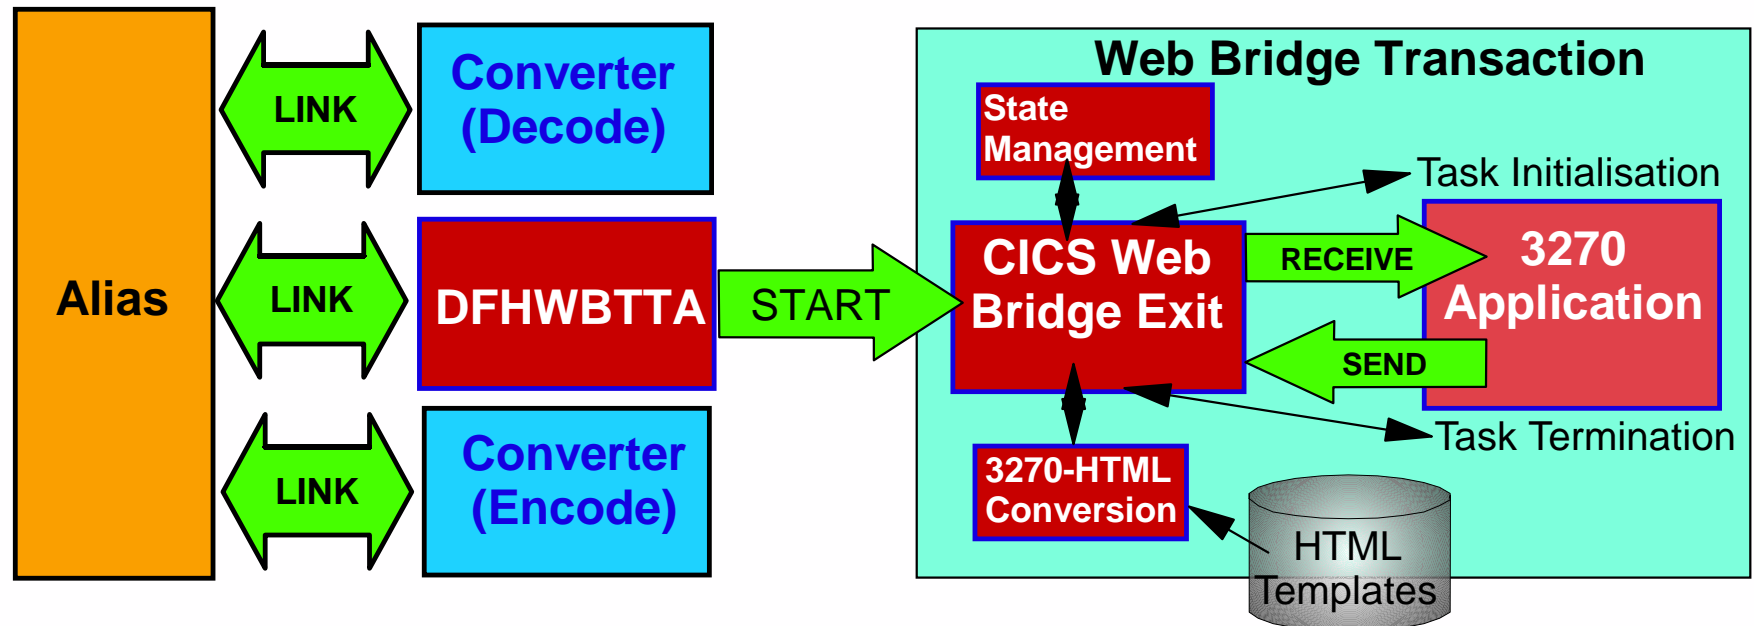 Alias
LINK
Converter
(Decode)
LINK
DFHWBTTA
START
LINK
Converter
(Encode)
Web Bridge Transaction
State
Management
Task Initialisation
CICS Web
Bridge Exit
RECEIVE
3270
Application
SEND
Task Termination
3270-HTML
Conversion
HTML
Templates